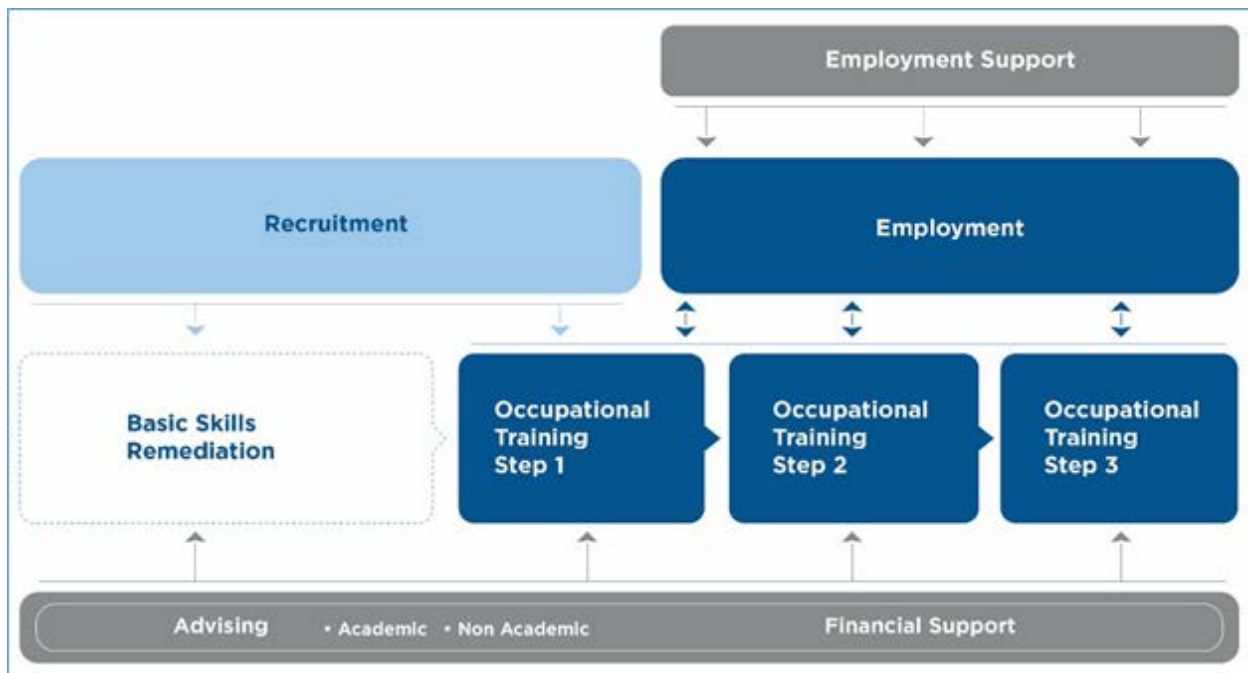 Employment Support
Recruitment
Employment
Basic Skills
Remediation
Occupational
Training
Step 1
Occupational
Training
Step 2
Occupational
Training
Step 3
Advising • Academic • Non Academic Financial Support